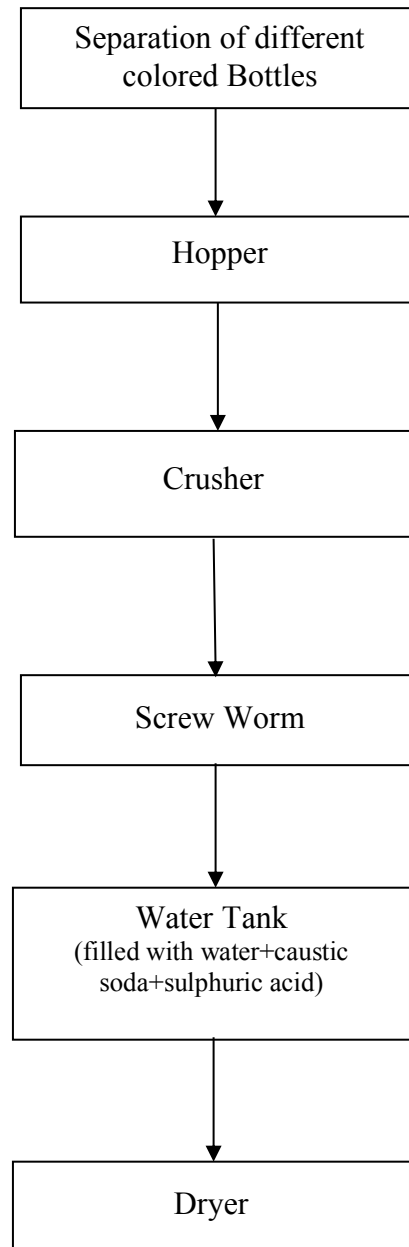 Separation of different
colored Bottles
Hopper
Crusher
Screw Worm
Water Tank
(filled with water+caustic
soda+sulphuric acid)
Dryer